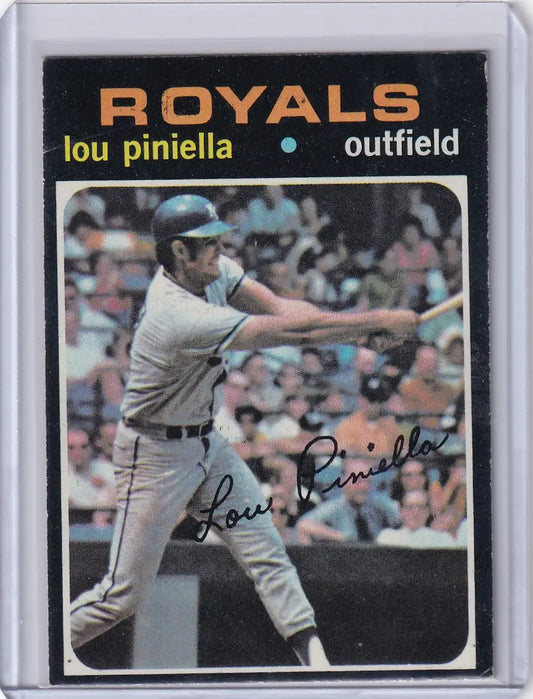 ROYALS
lou piniella • outfield
Lou Piniella